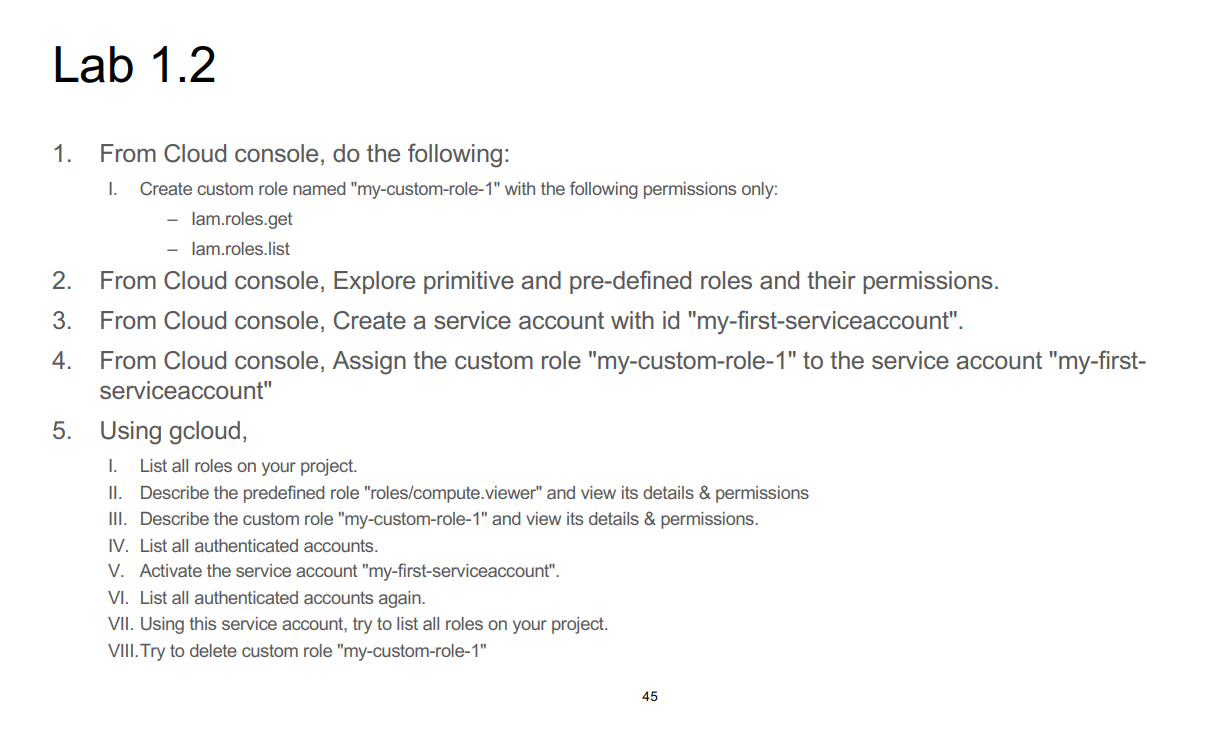 Lab 1.2
1. From Cloud console, do the following:
I. Create custom role named "my-custom-role-1" with the following permissions only:
– Iam.roles.get
– Iam.roles.list
2. From Cloud console, Explore primitive and pre-defined roles and their permissions.
3. From Cloud console, Create a service account with id "my-first-serviceaccount".
4. From Cloud console, Assign the custom role "my-custom-role-1" to the service account "my-first-
serviceaccount"
5. Using gcloud,
I. List all roles on your project.
II. Describe the predefined role "roles/compute.viewer" and view its details & permissions
III. Describe the custom role "my-custom-role-1" and view its details & permissions.
IV. List all authenticated accounts.
V. Activate the service account "my-first-serviceaccount".
VI. List all authenticated accounts again.
VII. Using this service account, try to list all roles on your project.
VIII.Try to delete custom role "my-custom-role-1"
45